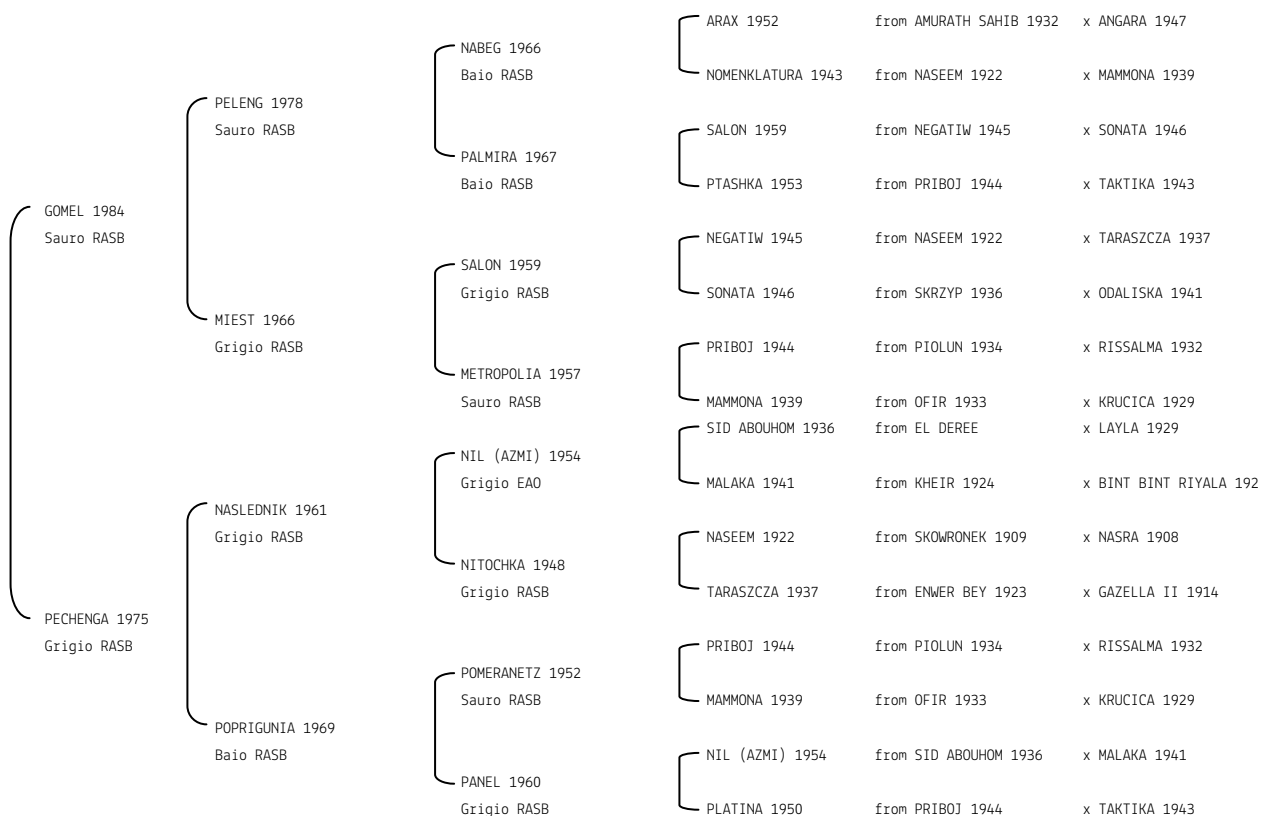 ARAX 1952 from AMURATH SAHIB 1932 x ANGARA 1947
NABEG 1966
Baio RASB
NOMENKLATURA 1943 from NASEEM 1922 x MAMMONA 1939
PELENG 1978
Sauro RASB
SALON 1959 from NEGATIW 1945 x SONATA 1946
PALMIRA 1967
Baio RASB
PTASHKA 1953 from PRIBOJ 1944 x TAKTIKA 1943
GOMEL 1984
Sauro RASB
NEGATIW 1945 from NASEEM 1922 x TARASZCZA 1937
SALON 1959
Grigio RASB
SONATA 1946 from SKRZYP 1936 x ODALISKA 1941
MIEST 1966
Grigio RASB
PRIBOJ 1944 from PIOLUN 1934 x RISSALMA 1932
METROPOLIA 1957
Sauro RASB
MAMMONA 1939 from OFIR 1933 x KRUCICA 1929
SID ABOUHOM 1936 from EL DEREE x LAYLA 1929
NIL (AZMI) 1954
Grigio EAO
MALAKA 1941 from KHEIR 1924 x BINT BINT RIYALA 192
NASLEDNIK 1961
Grigio RASB
NASEEM 1922 from SKOWRONEK 1909 x NASRA 1908
NITOCHKA 1948
Grigio RASB
TARASZCZA 1937 from ENWER BEY 1923 x GAZELLA II 1914
PECHENGA 1975
Grigio RASB
PRIBOJ 1944 from PIOLUN 1934 x RISSALMA 1932
POMERANETZ 1952
Sauro RASB
MAMMONA 1939 from OFIR 1933 x KRUCICA 1929
POPRIGUNIA 1969
Baio RASB
NIL (AZMI) 1954 from SID ABOUHOM 1936 x MALAKA 1941
PANEL 1960
Grigio RASB
PLATINA 1950 from PRIBOJ 1944 x TAKTIKA 1943